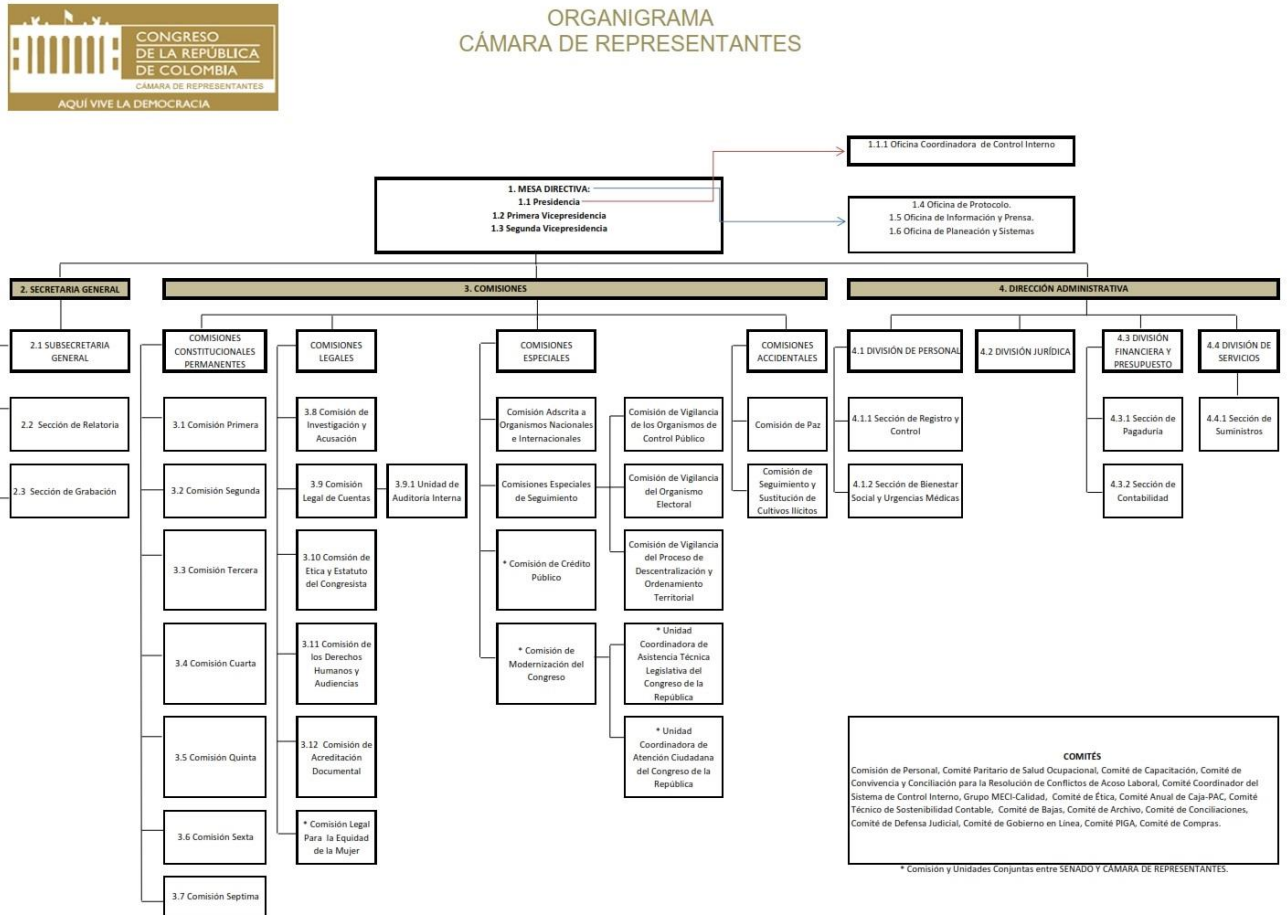 CONGRESO
DE LA REPÚBLICA
DE COLOMBIA
CÁMARA DE REPRESENTANTES
AQUÍ VIVE LA DEMOCRACIA
ORGANIGRAMA
CÁMARA DE REPRESENTANTES
1.1.1 Oficina Coordinadora de Control Interno
1. MESA DIRECTIVA:
1.1 Presidencia
1.2 Primera Vicepresidencia
1.3 Segunda Vicepresidencia
1.4 Oficina de Protocolo.
1.5 Oficina de Información y Prensa.
1.6 Oficina de Planeación y Sistemas
2. SECRETARIA GENERAL
3. COMISIONES
4. DIRECCIÓN ADMINISTRATIVA
2.1 SUBSECRETARIA
GENERAL
2.2 Sección de Relatoria
2.3 Sección de Grabación
COMISIONES
CONSTITUCIONALES
PERMANENTES
3.1 Comisión Primera
3.2 Comisión Segunda
3.3 Comisión Tercera
3.4 Comisión Cuarta
3.5 Comisión Quinta
3.6 Comisión Sexta
3.7 Comisión Septima
COMISIONES
LEGALES
3.8 Comisión de
Investigación y
Acusación
3.9 Comisión
Legal de Cuentas
3.9.1 Unidad de
Auditoría Interna
3.10 Comsión de
Etica y Estatuto
del Congresista
3.11 Comisión de
los Derechos
Humanos y
Audiencias
3.12 Comisión de
Acreditación
Documental
* Comisión Legal
Para la Equidad
de la Mujer
COMISIONES
ESPECIALES
Comisión Adscrita a
Organismos Nacionales
e Internacionales
Comisiones Especiales
de Seguimiento
* Comisión de Crédito
Público
* Comisión de
Modernización del
Congreso
Comisión de Vigilancia
de los Organismos de
Control Público
Comisión de Vigilancia
del Organismo
Electoral
Comisión de Vigilancia
del Proceso de
Descentralización y
Ordenamiento
Territorial
* Unidad
Coordinadora de
Asistencia Técnica
Legislativa del
Congreso de la
República
* Unidad
Coordinadora de
Atención Ciudadana
del Congreso de la
República
COMISIONES
ACCIDENTALES
Comisión de Paz
Comisión de
Seguimiento y
Sustitución de
Cultivos Ilícitos
4.1 DIVISIÓN DE PERSONAL
4.1.1 Sección de Registro y
Control
4.1.2 Sección de Bienestar
Social y Urgencias Médicas
4.2 DIVISIÓN JURÍDICA
4.3 DIVISIÓN
FINANCIERA Y
PRESUPUESTO
4.3.1 Sección de
Pagaduría
4.3.2 Sección de
Contabilidad
4.4 DIVISIÓN DE
SERVICIOS
4.4.1 Sección de
Suministros
COMITÉS
Comisión de Personal, Comité Paritario de Salud Ocupacional, Comité de Capacitación, Comité de
Convivencia y Conciliación para la Resolución de Conflictos de Acoso Laboral, Comité Coordinador del
Sistema de Control Interno, Grupo MECI-Calidad, Comité de Ética, Comité Anual de Caja-PAC, Comité
Técnico de Sostenibilidad Contable, Comité de Bajas, Comité de Archivo, Comité de Conciliaciones,
Comité de Defensa Judicial, Comité de Gobierno en Línea, Comité PIGA, Comité de Compras.
* Comisión y Unidades Conjuntas entre SENADO Y CÁMARA DE REPRESENTANTES.